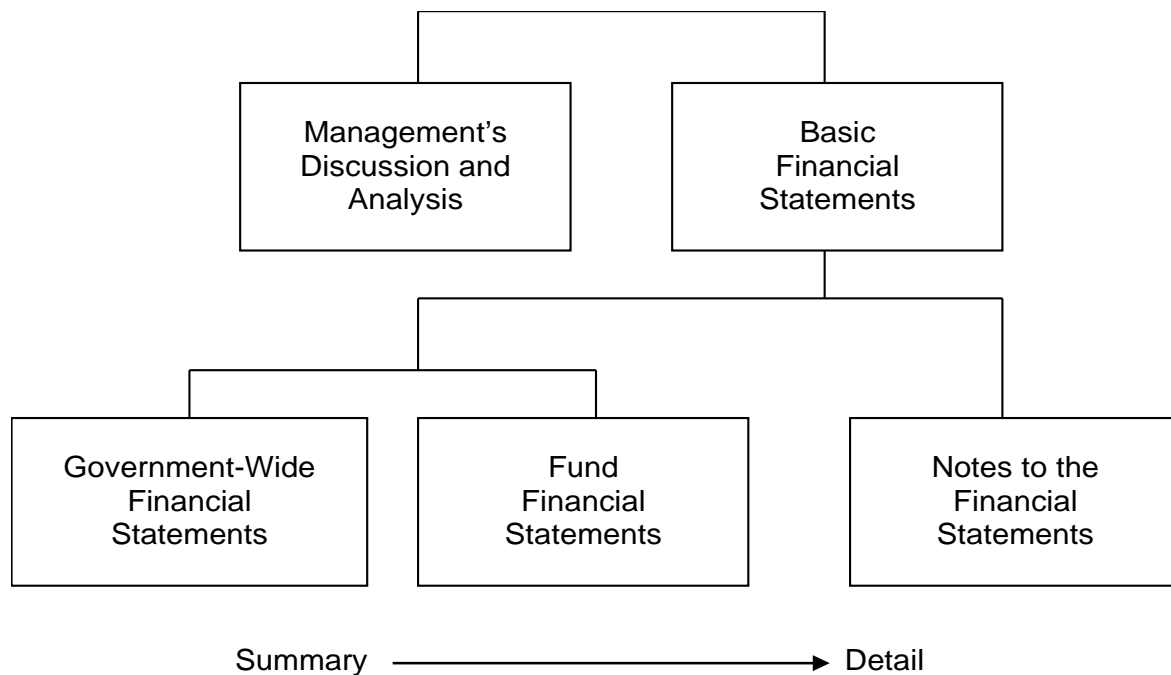 Management’s
Discussion and
Analysis
Basic
Financial
Statements
Government-Wide
Financial
Statements
Fund
Financial
Statements
Notes to the
Financial
Statements
Summary
Detail